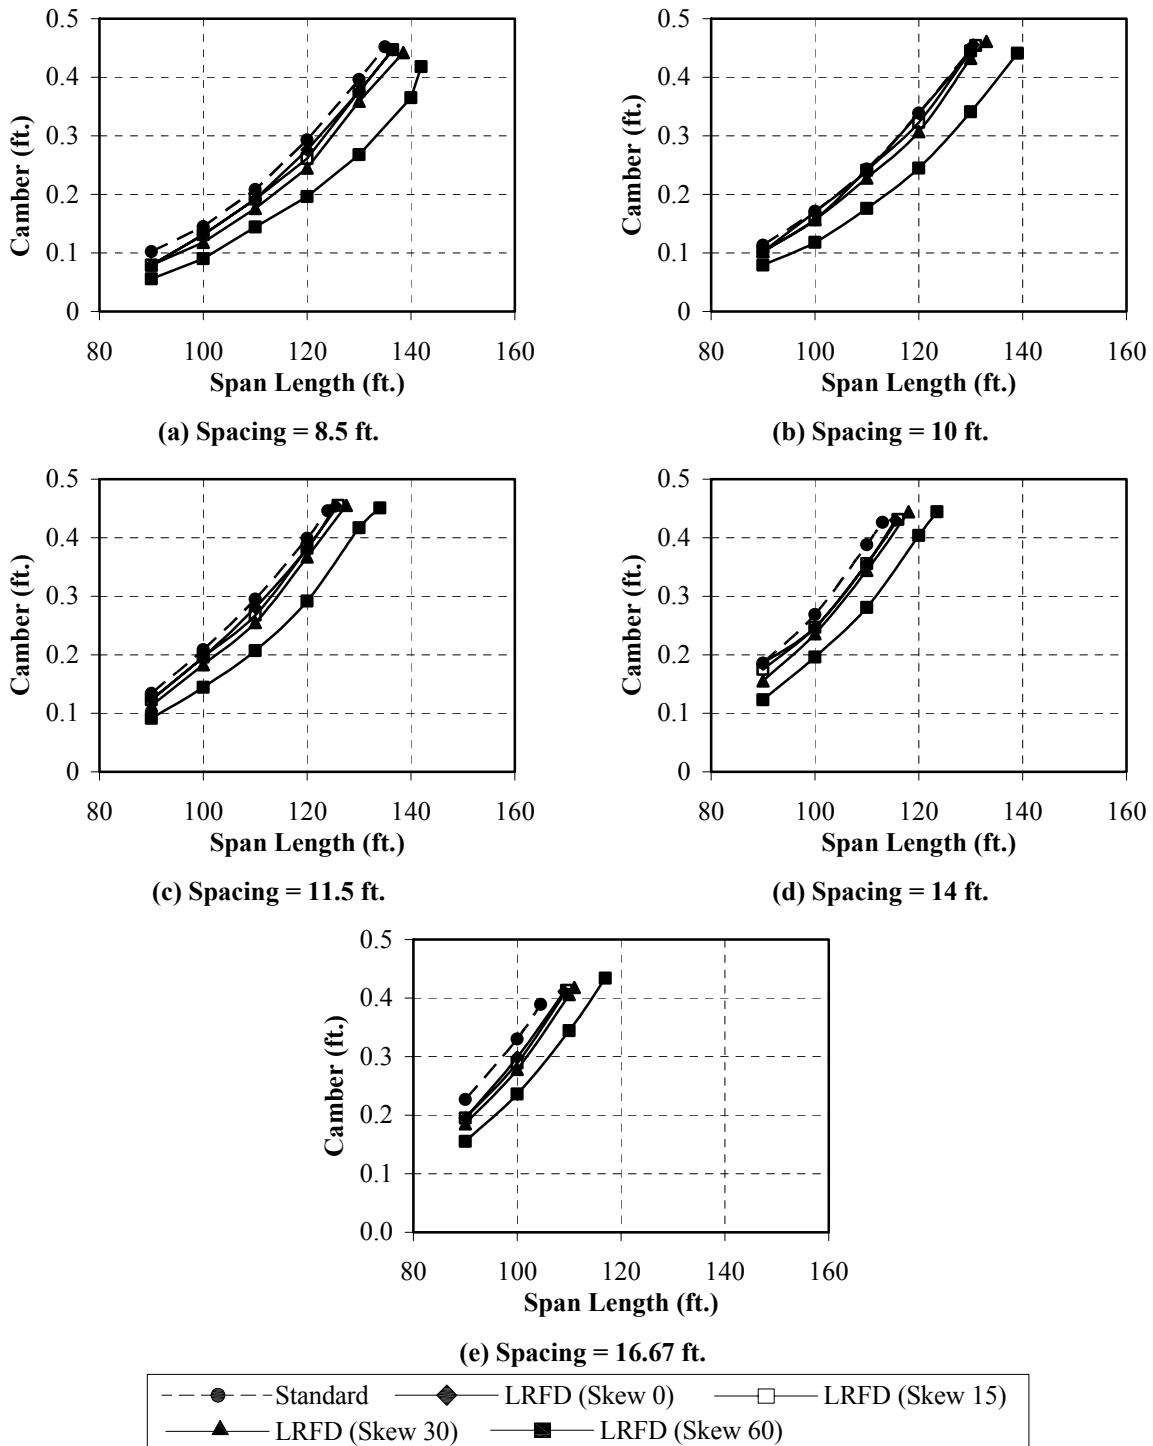 0.5
0.4
0.3
0.2
0.1
0
Camber (ft.)
80 100 120 140 160
Span Length (ft.)
(a) Spacing = 8.5 ft.
0.5
0.4
0.3
0.2
0.1
0
Camber (ft.)
80 100 120 140 160
Span Length (ft.)
(b) Spacing = 10 ft.
0.5
0.4
0.3
0.2
0.1
0
Camber (ft.)
80 100 120 140 160
Span Length (ft.)
(c) Spacing = 11.5 ft.
0.5
0.4
0.3
0.2
0.1
0
Camber (ft.)
80 100 120 140 160
Span Length (ft.)
(d) Spacing = 14 ft.
0.5
0.4
0.3
0.2
0.1
0.0
Camber (ft.)
80 100 120 140 160
Span Length (ft.)
(e) Spacing = 16.67 ft.
Standard LRFD (Skew 0) LRFD (Skew 15)
LRFD (Skew 30) LRFD (Skew 60)